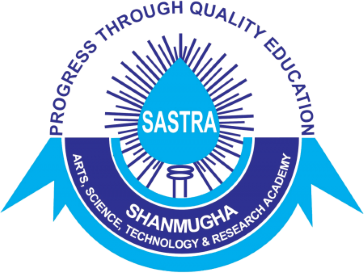 PROGRESS THROUGH QUALITY EDUCATION
SASTRA
SHANMUGHA
ARTS, SCIENCE, TECHNOLOGY & RESEARCH ACADEMY